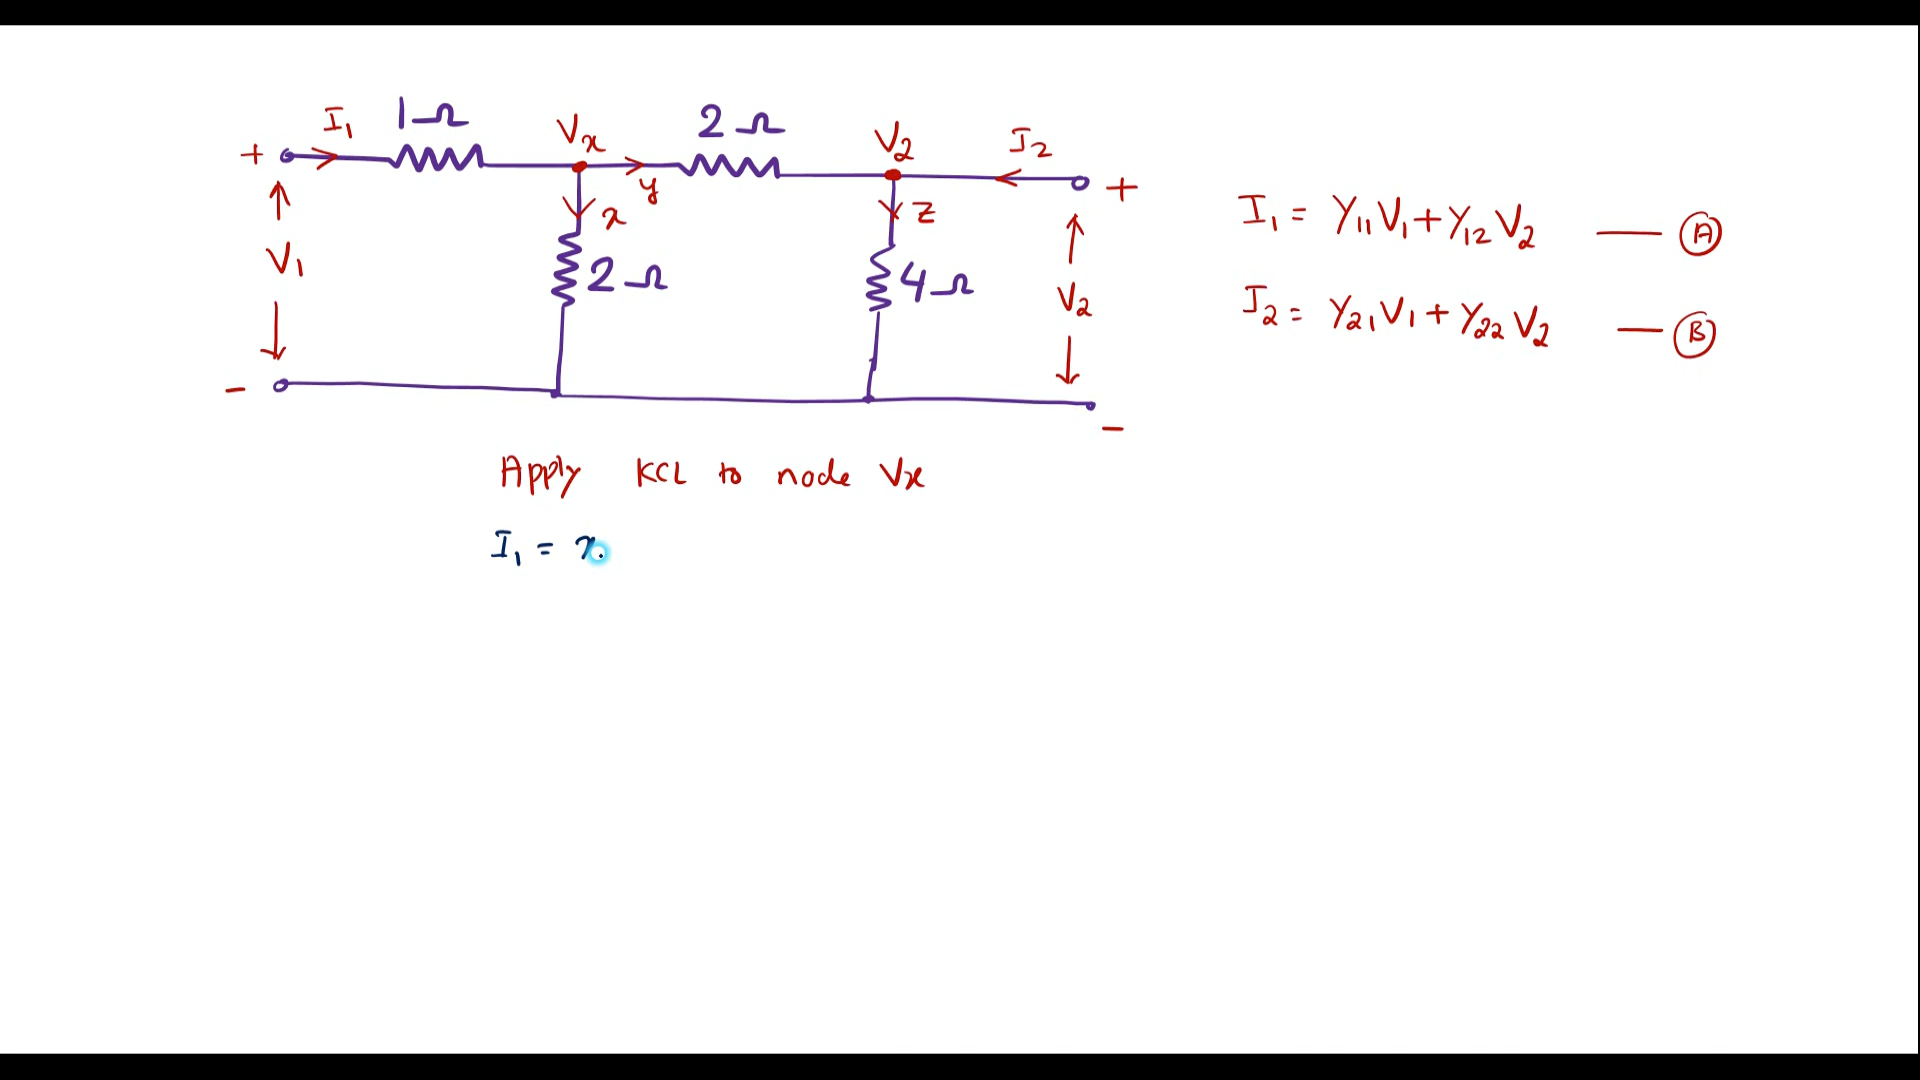 I₁ 1Ω Vₓ 2Ω V₂ I₂
+ +
y
x z
V₁ 2Ω 4Ω V₂
- -
I₁ = Y₁₁V₁ + Y₁₂V₂ — Ⓐ
I₂ = Y₂₁V₁ + Y₂₂V₂ — Ⓑ
Apply KCL to node Vₓ
I₁ = x